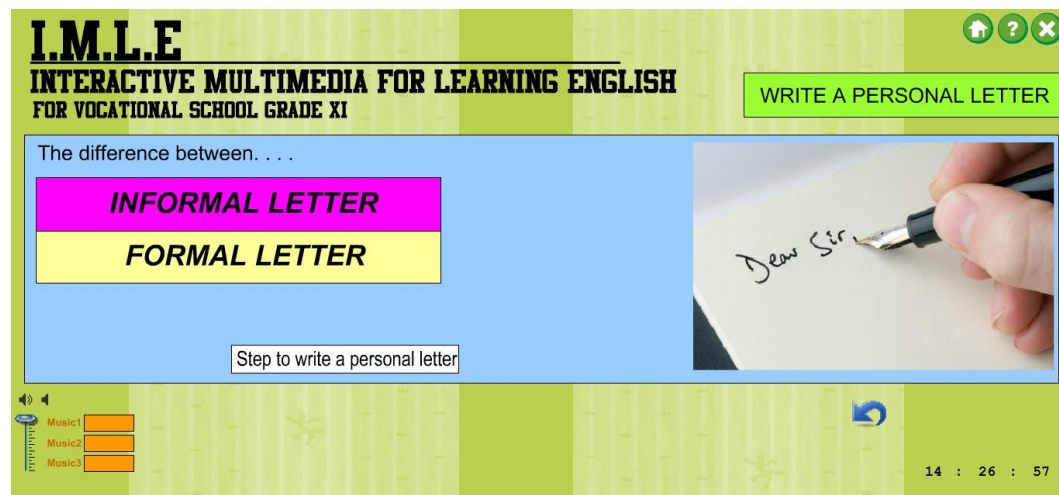 I.M.L.E
INTERACTIVE MULTIMEDIA FOR LEARNING ENGLISH
FOR VOCATIONAL SCHOOL GRADE XI
?
WRITE A PERSONAL LETTER
The difference between. . . .
INFORMAL LETTER
FORMAL LETTER
Dear Sir,
Step to write a personal letter
Music1
Music2
Music3
14 : 26 : 57